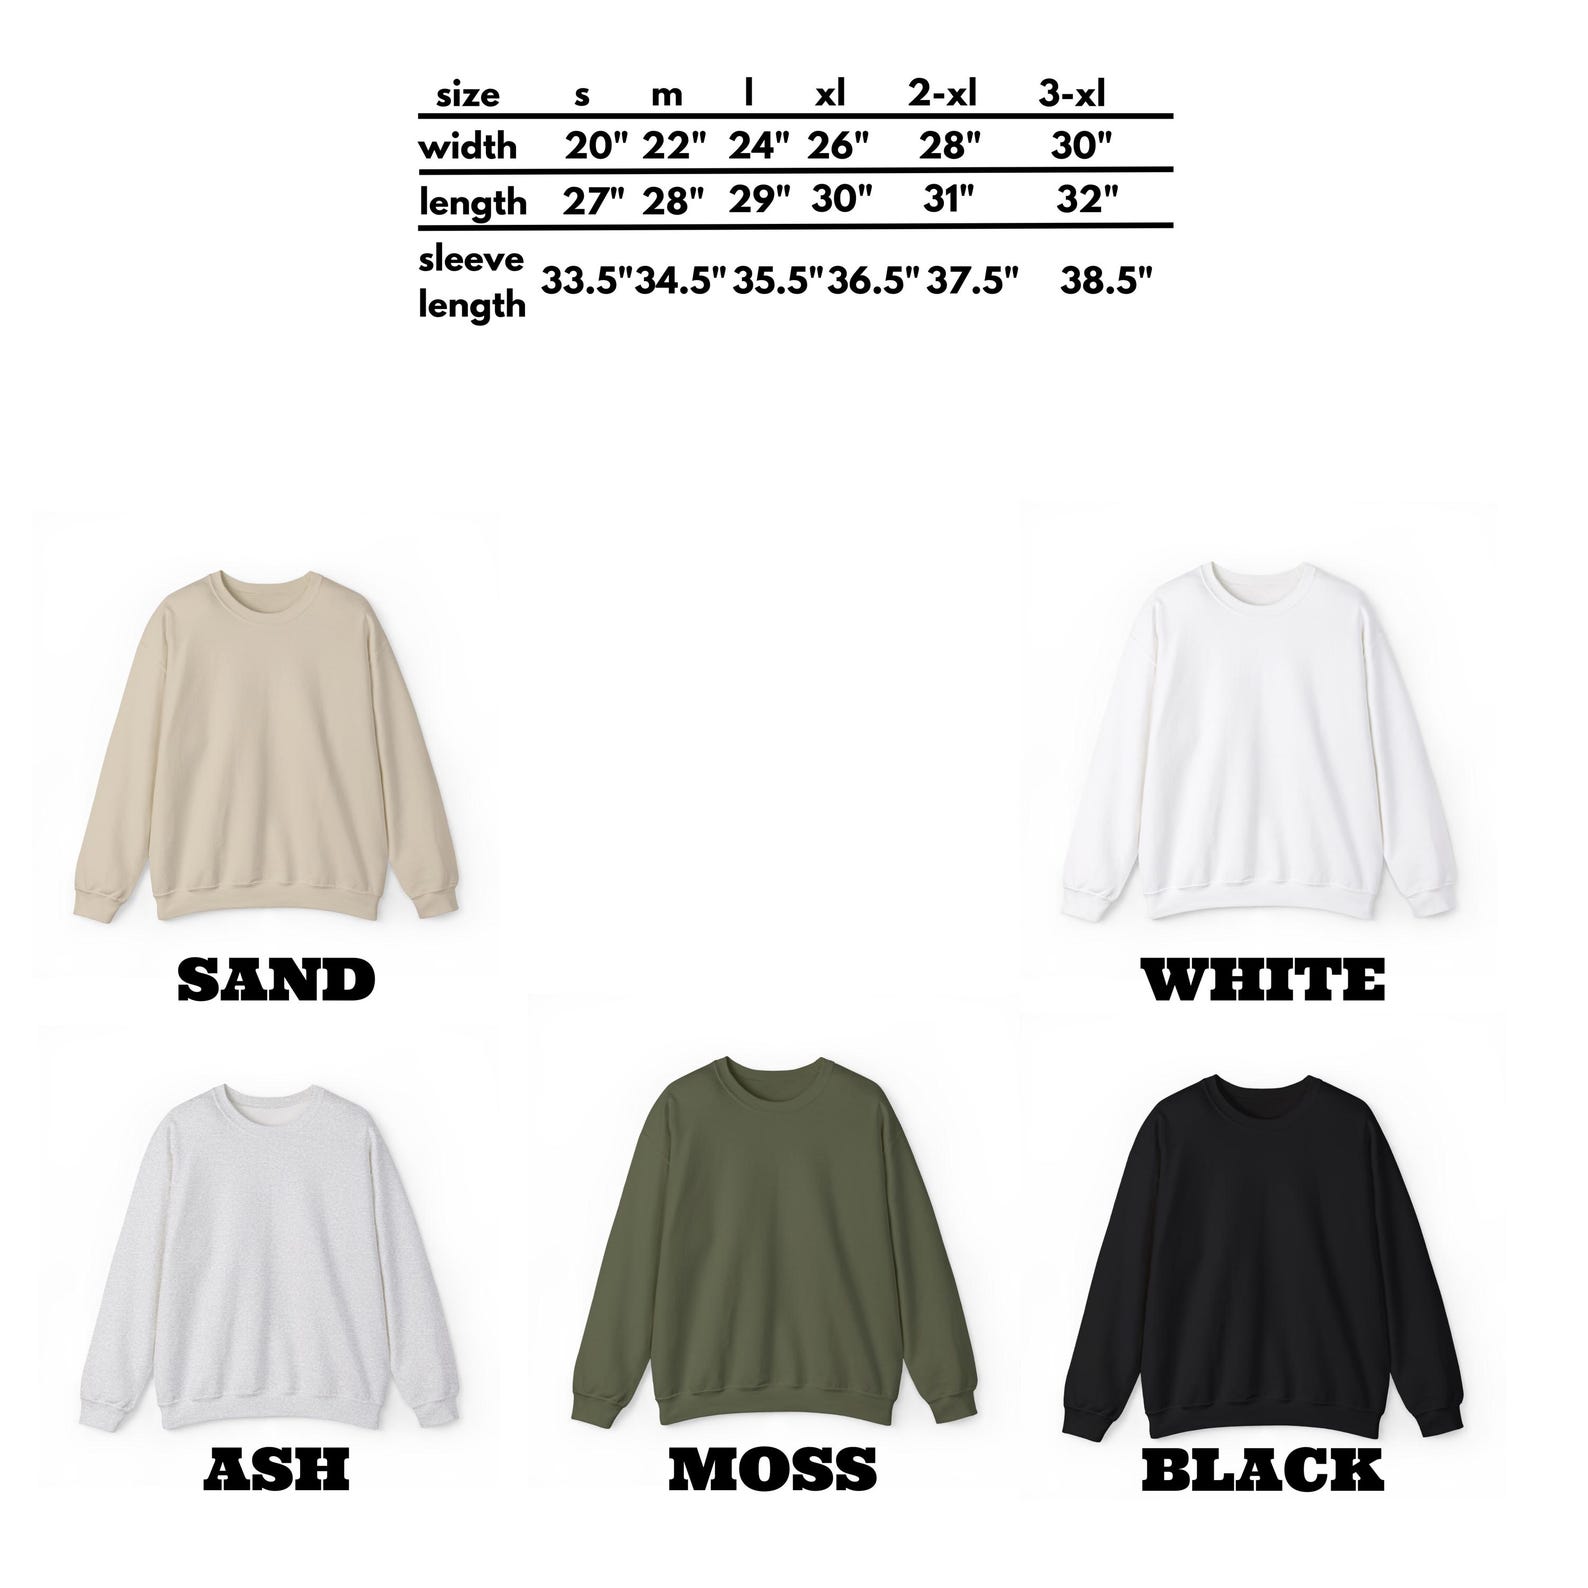 size s m l xl 2-xl 3-xl
width 20" 22" 24" 26" 28" 30"
length 27" 28" 29" 30" 31" 32"
sleeve
33.5" 34.5" 35.5" 36.5" 37.5" 38.5"
length
SAND
WHITE
ASH
MOSS
BLACK